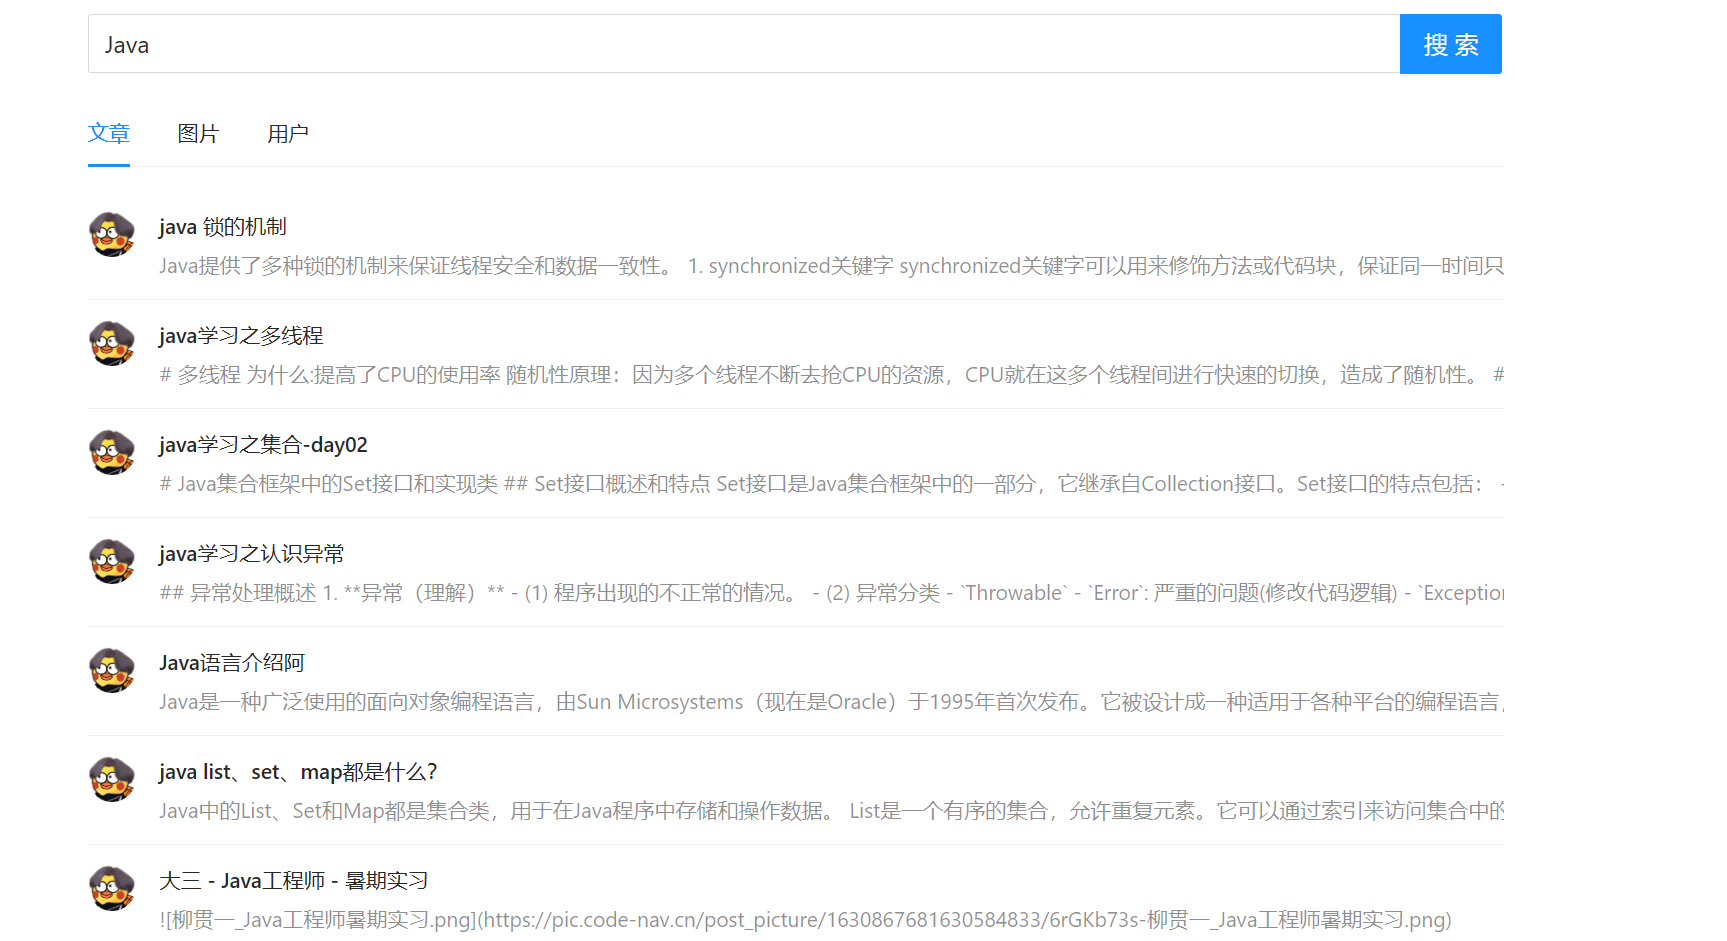 Java
搜 索
文章 图片 用户
java 锁的机制
Java提供了多种锁的机制来保证线程安全和数据一致性。 1. synchronized关键字 synchronized关键字可以用来修饰方法或代码块，保证同一时间只
java学习之多线程
# 多线程 为什么:提高了CPU的使用率 随机性原理：因为多个线程不断去抢CPU的资源，CPU就在这多个线程间进行快速的切换，造成了随机性。 #
java学习之集合-day02
# Java集合框架中的Set接口和实现类 ## Set接口概述和特点 Set接口是Java集合框架中的一部分，它继承自Collection接口。Set接口的特点包括： -
java学习之认识异常
## 异常处理概述 1. **异常（理解）** - (1) 程序出现的不正常的情况。 - (2) 异常分类 - `Throwable` - `Error`: 严重的问题(修改代码逻辑) - `Exception
Java语言介绍阿
Java是一种广泛使用的面向对象编程语言，由Sun Microsystems（现在是Oracle）于1995年首次发布。它被设计成一种适用于各种平台的编程语言，
java list、set、map都是什么？
Java中的List、Set和Map都是集合类，用于在Java程序中存储和操作数据。 List是一个有序的集合，允许重复元素。它可以通过索引来访问集合中的
大三 - Java工程师 - 暑期实习
![柳贯一_Java工程师暑期实习.png](https://pic.code-nav.cn/post_picture/1630867681630584833/6rGKb73s-柳贯一_Java工程师暑期实习.png)